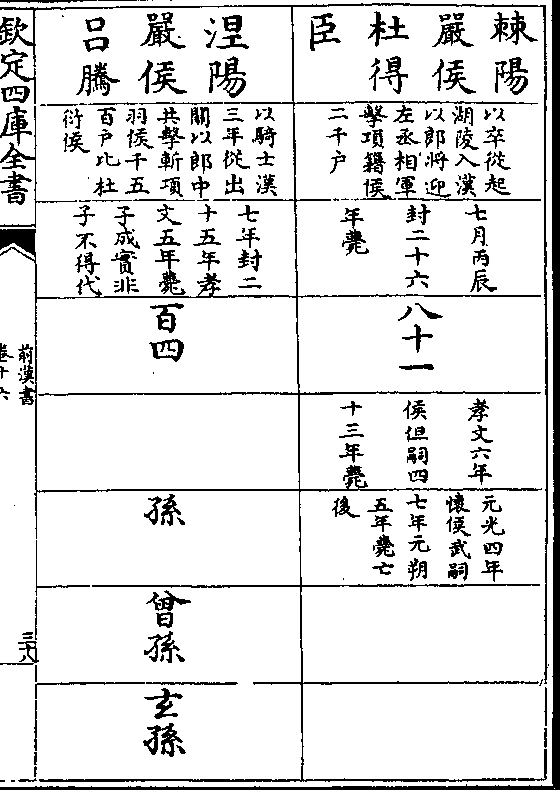 棘陽
嚴侯
杜得
臣
以卒從起
湖陵入漢
以郎將迎
左丞相軍
擊項籍侯
二千户
七月丙辰
封二十六
年薨
八十一
孝文六年
侯但嗣四
十三年薨
元光四年
懷侯武嗣
七年元朔
五年薨亡
後
涅陽
嚴侯
吕騰
以騎士漢
三年從出
關以郎中
共擊斬項
羽侯千五
百户比杜
衍侯
七年封二
十五年孝
文五年薨
子成實非
子不得代
百四
孫
曾孫
玄孫
欽定四庫全書
前漢書
卷十六
三十八